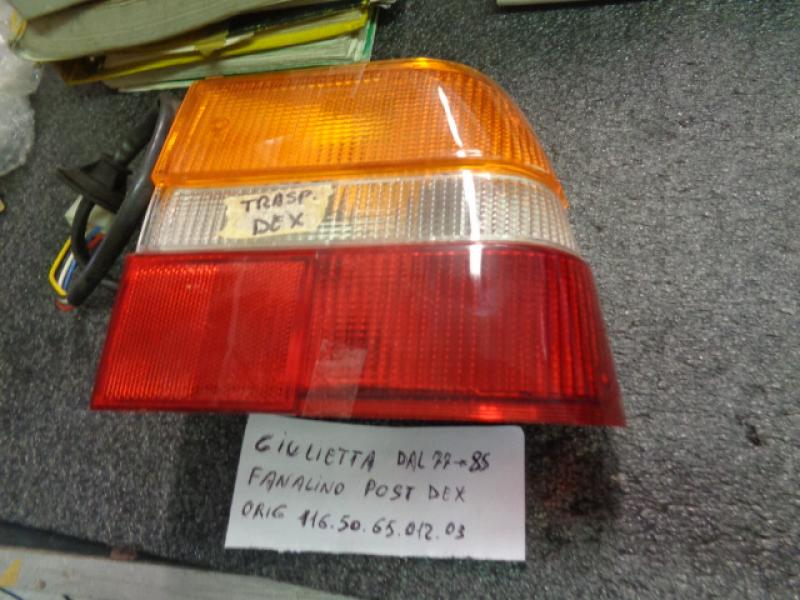 TRASP.
DEX
GIULIETTA DAL 77→85
FANALINO POST DEX
ORIG 116.50.65.012.03